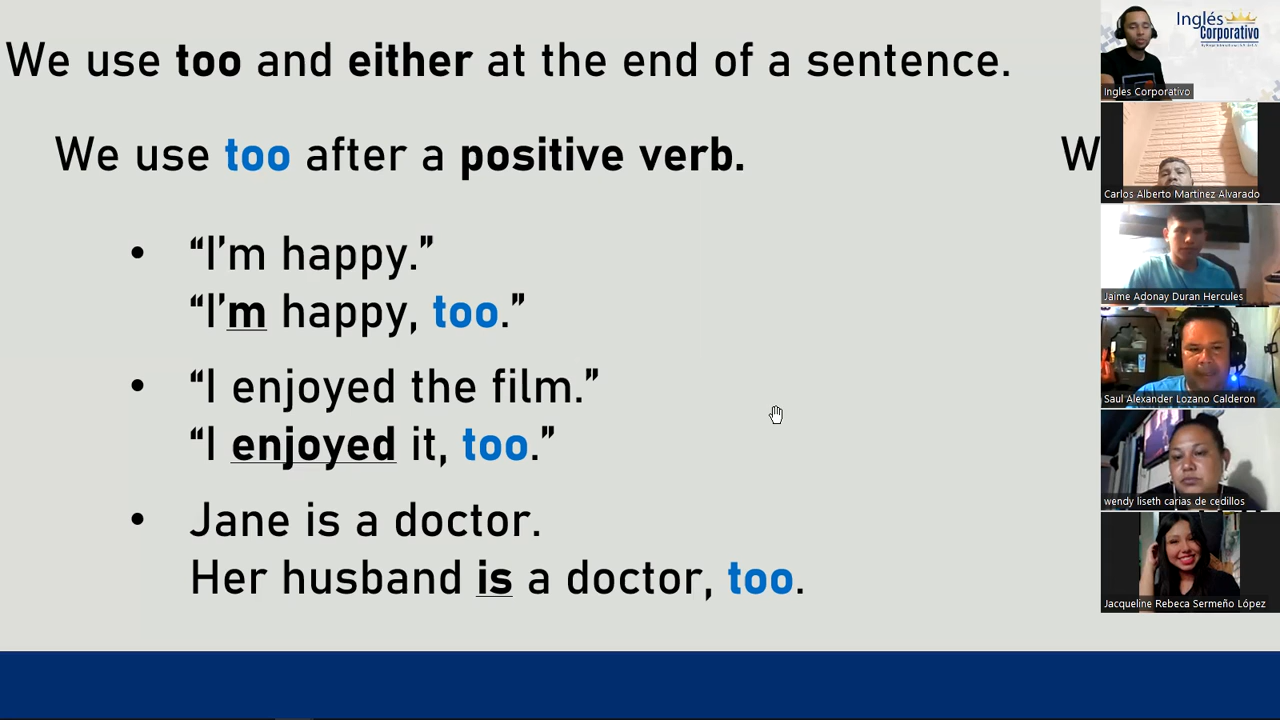 We use too and either at the end of a sentence.
We use too after a positive verb.
W
• “I’m happy.”
“I’m happy, too.”
• “I enjoyed the film.”
“I enjoyed it, too.”
• Jane is a doctor.
Her husband is a doctor, too.
Inglés
Corporativo
Ingles Corporativo
Carlos Alberto Martinez Alvarado
Jaime Adonay Duran Hercules
Saul Alexander Lozano Calderon
wendy liseth carias de cedillos
Jacqueline Rebeca Sermeño López